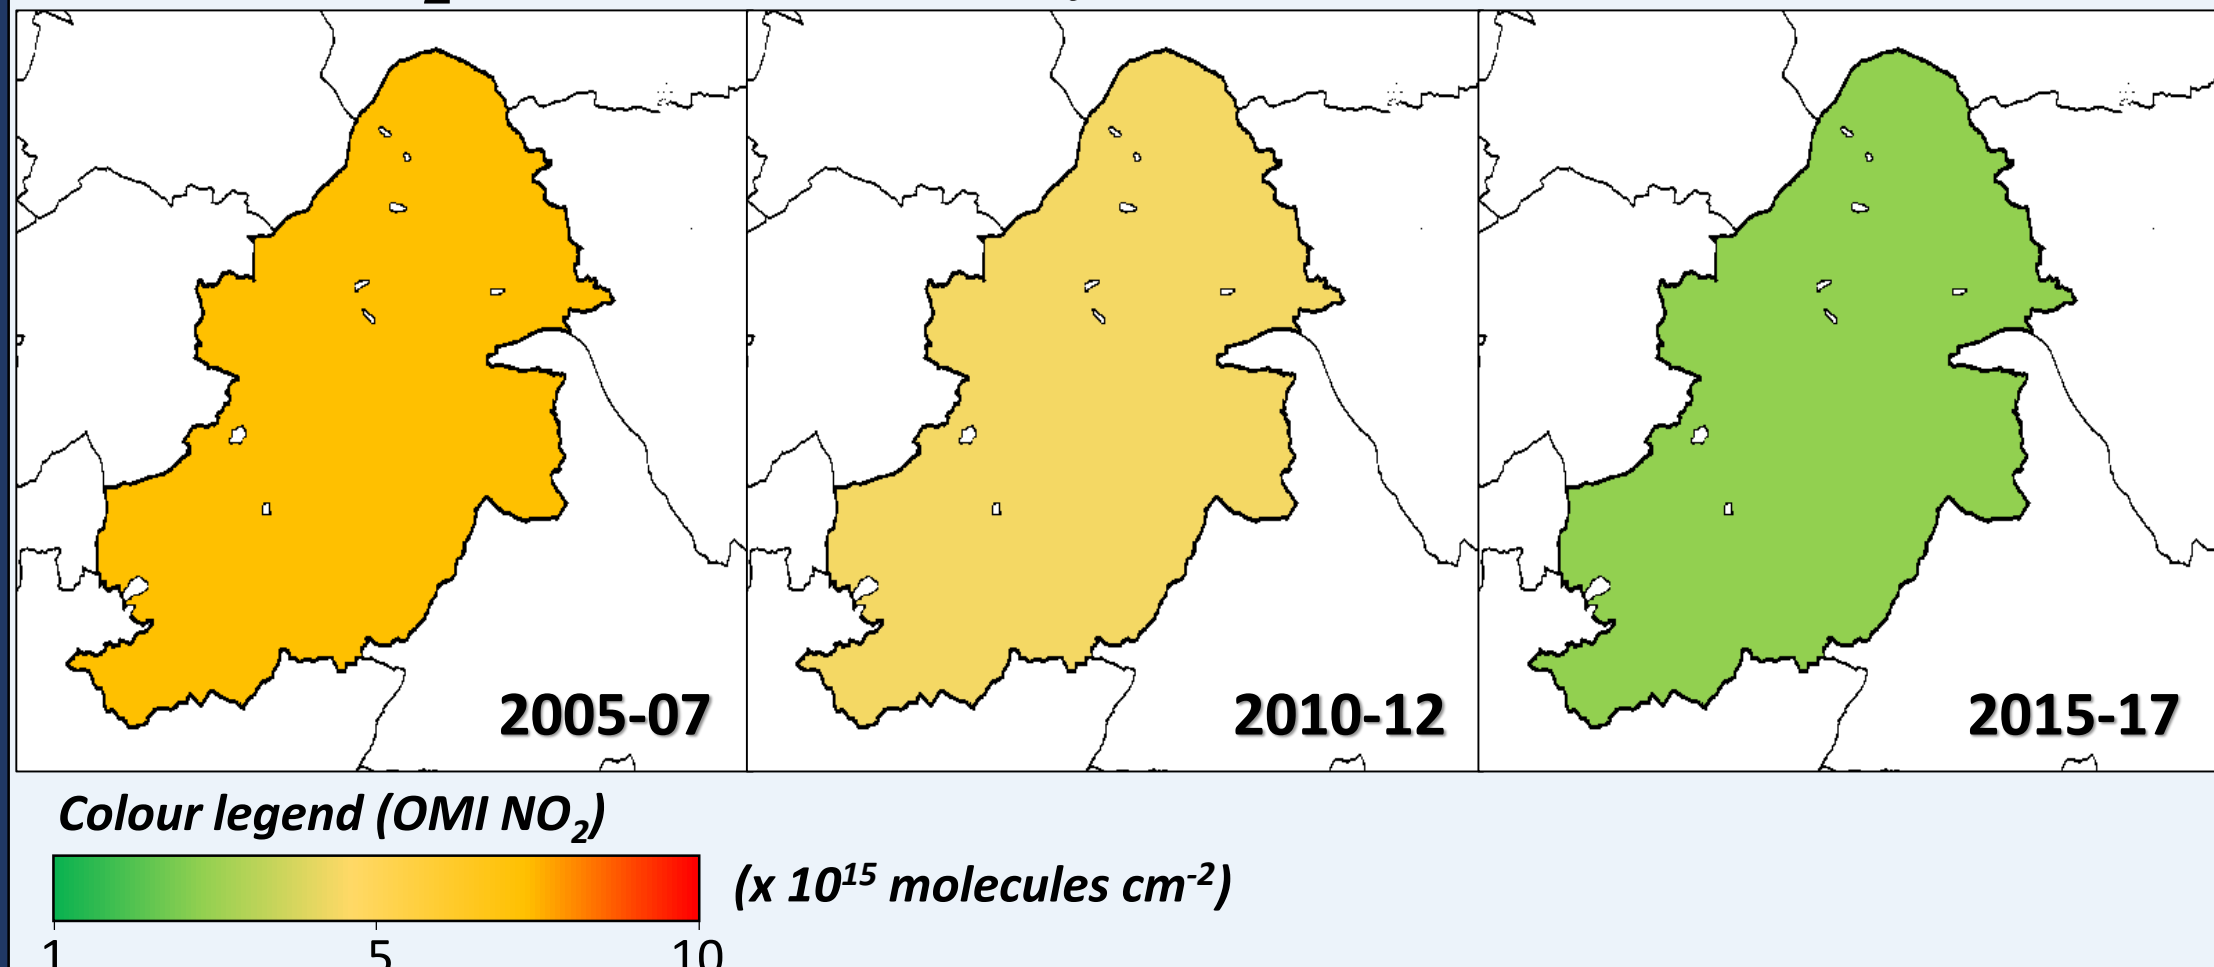 2005-07 2010-12 2015-17
Colour legend (OMI NO₂)
(x 10¹⁵ molecules cm⁻²)
1 5 10